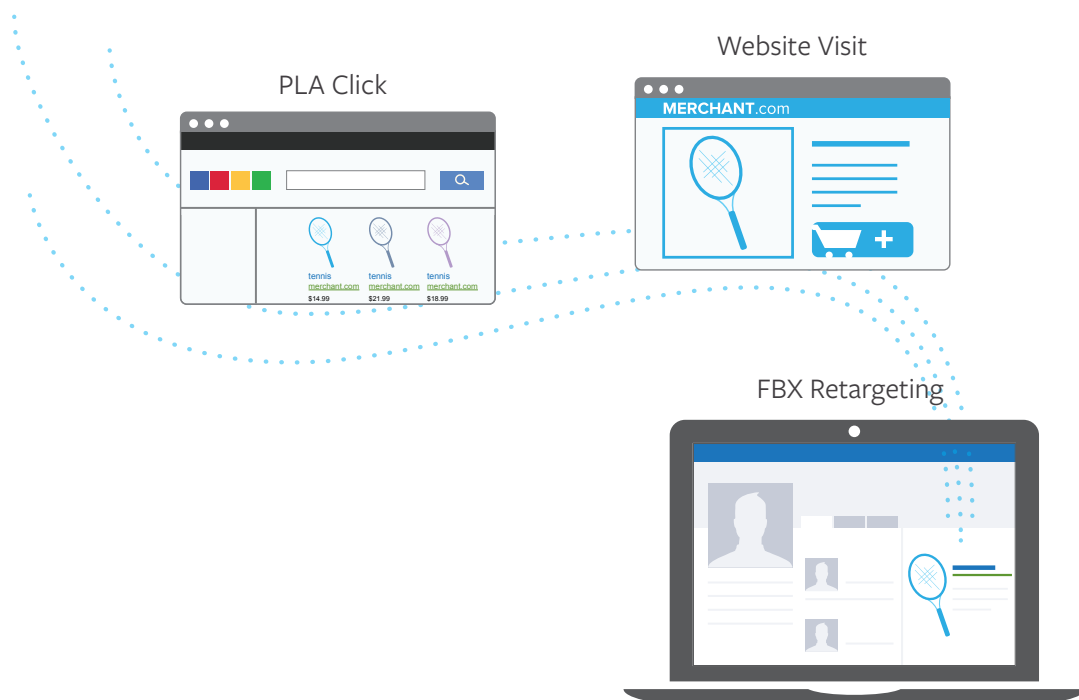 Website Visit
PLA Click
MERCHANT.com
tennis tennis tennis
merchant.com merchant.com merchant.com
$14.99 $21.99 $18.99
FBX Retargeting